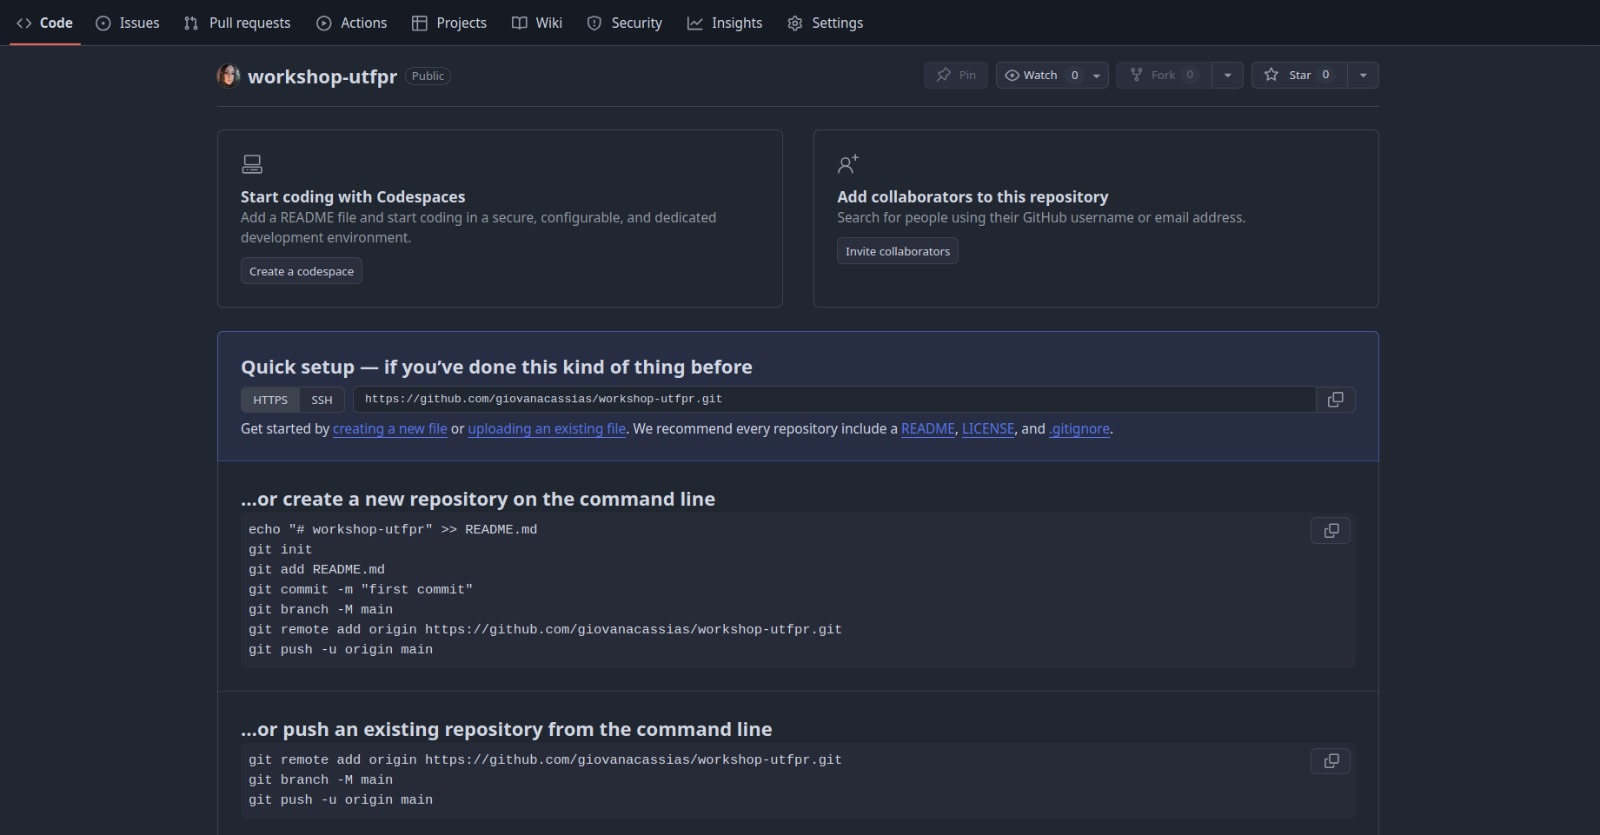 Code Issues Pull requests Actions Projects Wiki Security Insights Settings
workshop-utfpr Public Pin Watch 0 Fork 0 Star 0
Start coding with Codespaces
Add a README file and start coding in a secure, configurable, and dedicated
development environment.
Create a codespace
Add collaborators to this repository
Search for people using their GitHub username or email address.
Invite collaborators
Quick setup — if you’ve done this kind of thing before
HTTPS SSH https://github.com/giovanacassias/workshop-utfpr.git
Get started by creating a new file or uploading an existing file. We recommend every repository include a README, LICENSE, and .gitignore.
…or create a new repository on the command line
echo "# workshop-utfpr" >> README.md
git init
git add README.md
git commit -m "first commit"
git branch -M main
git remote add origin https://github.com/giovanacassias/workshop-utfpr.git
git push -u origin main
…or push an existing repository from the command line
git remote add origin https://github.com/giovanacassias/workshop-utfpr.git
git branch -M main
git push -u origin main